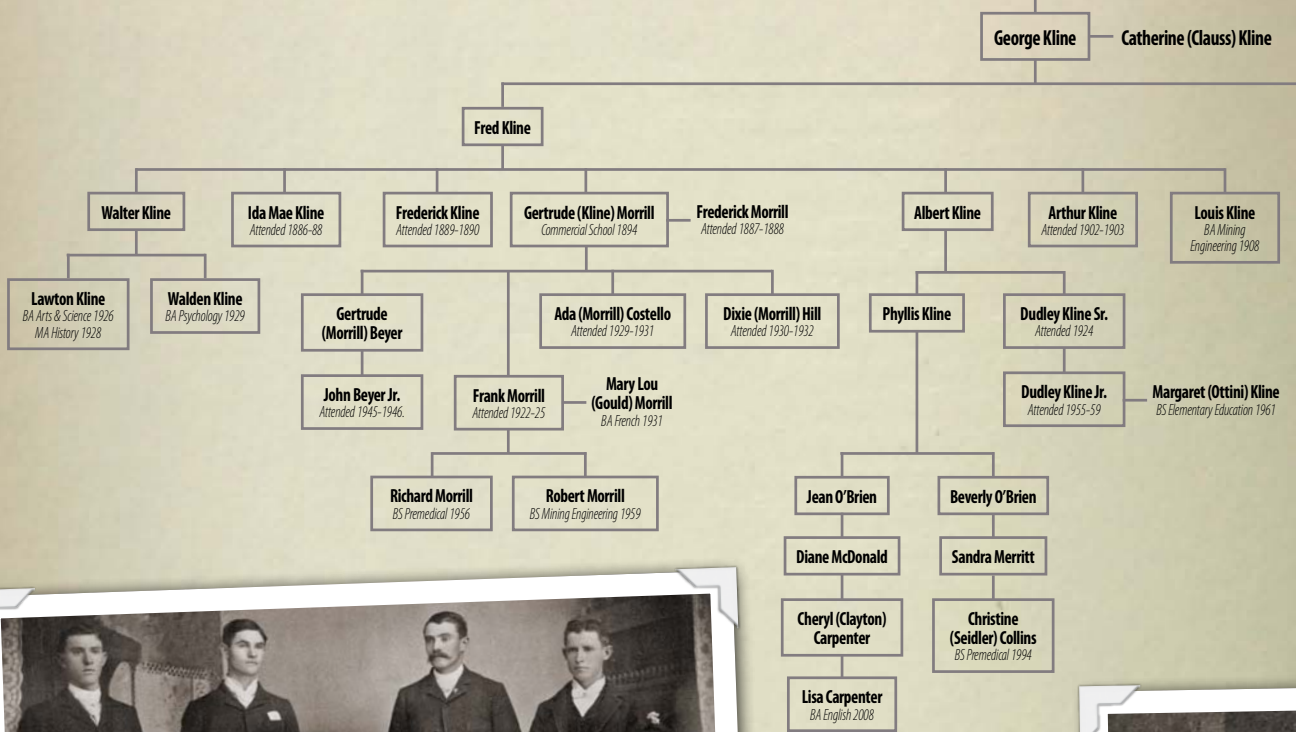 George Kline
Catherine (Clauss) Kline
Fred Kline
Walter Kline
Ida Mae Kline
Attended 1886-88
Frederick Kline
Attended 1889-1890
Gertrude (Kline) Morrill
Commercial School 1894
Frederick Morrill
Attended 1887-1888
Albert Kline
Arthur Kline
Attended 1902-1903
Louis Kline
BA Mining
Engineering 1908
Lawton Kline
BA Arts & Science 1926
MA History 1928
Walden Kline
BA Psychology 1929
Gertrude
(Morrill) Beyer
Ada (Morrill) Costello
Attended 1929-1931
Dixie (Morrill) Hill
Attended 1930-1932
Phyllis Kline
Dudley Kline Sr.
Attended 1924
John Beyer Jr.
Attended 1945-1946.
Frank Morrill
Attended 1922-25
Mary Lou
(Gould) Morrill
BA French 1931
Dudley Kline Jr.
Attended 1955-59
Margaret (Ottini) Kline
BS Elementary Education 1961
Richard Morrill
BS Premedical 1956
Robert Morrill
BS Mining Engineering 1959
Jean O'Brien
Beverly O'Brien
Diane McDonald
Sandra Merritt
Cheryl (Clayton)
Carpenter
Christine
(Seidler) Collins
BS Premedical 1994
Lisa Carpenter
BA English 2008